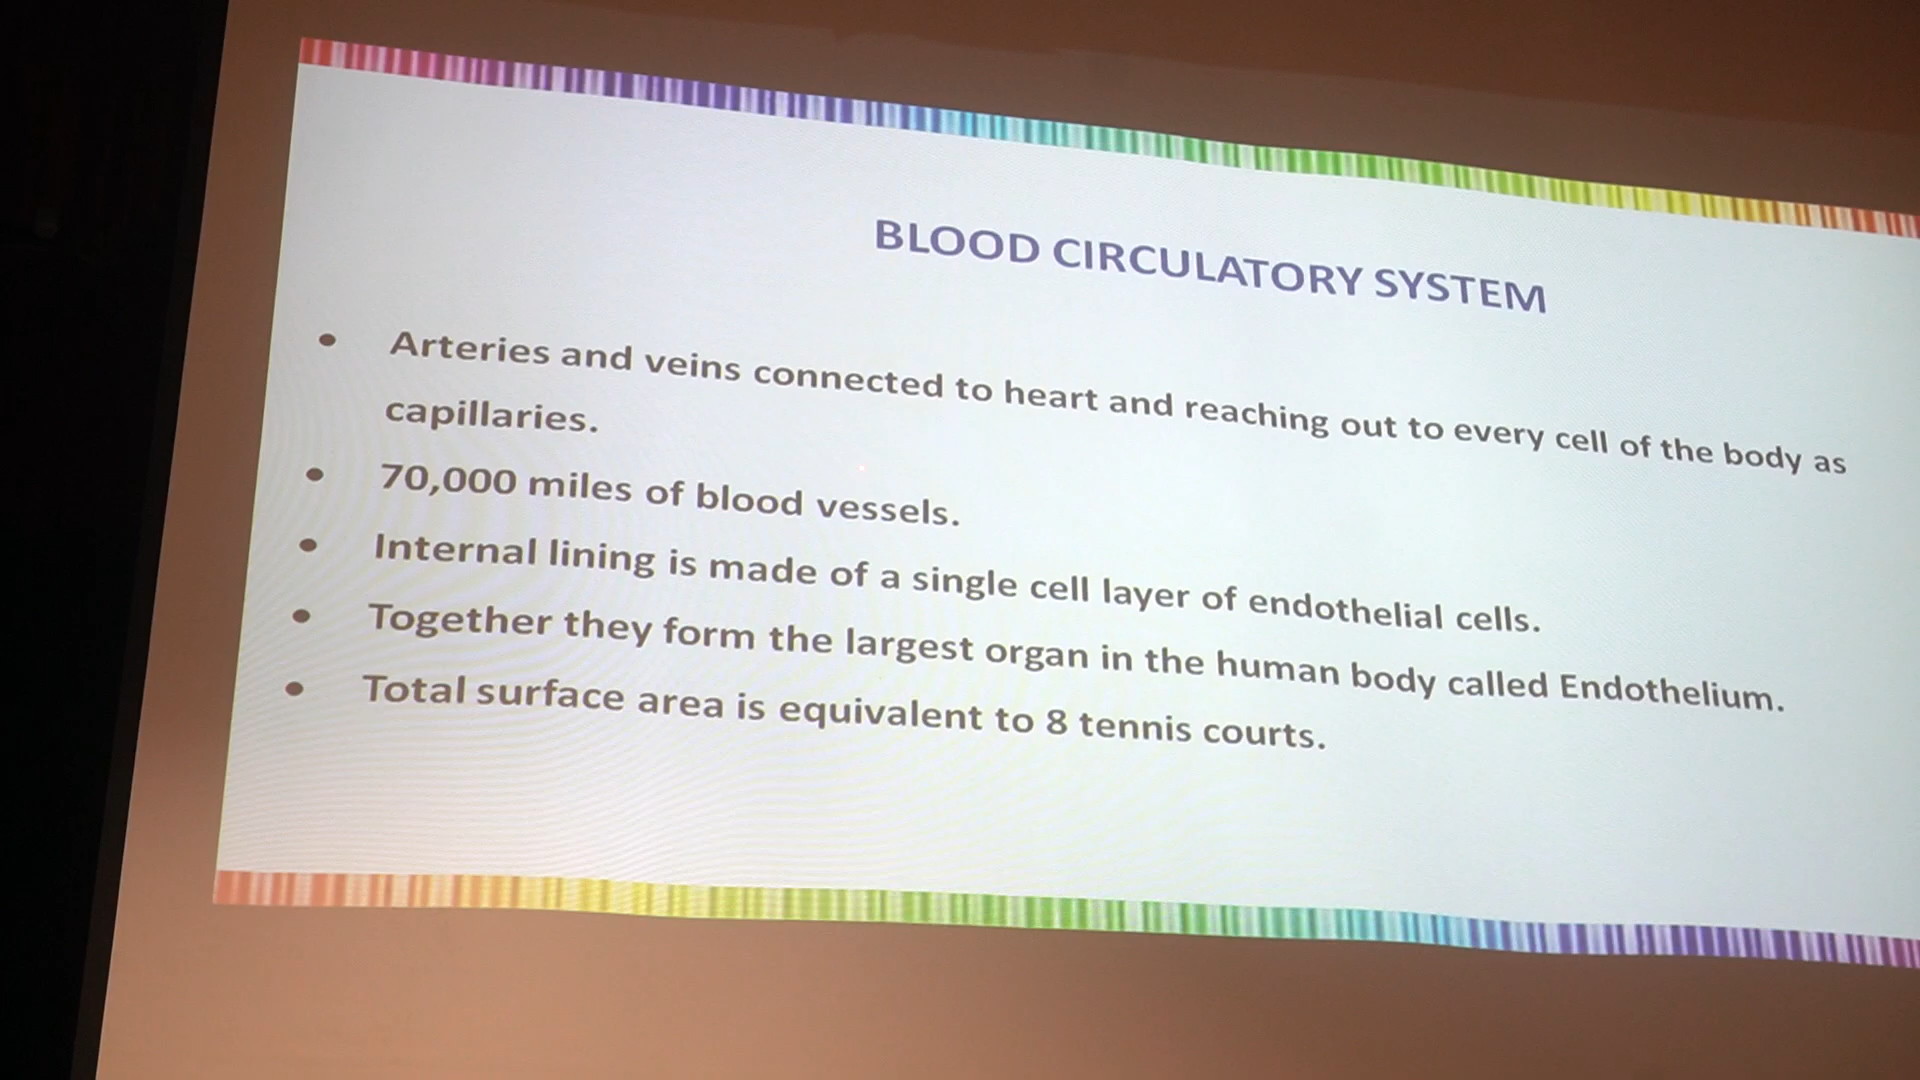 BLOOD CIRCULATORY SYSTEM
• Arteries and veins connected to heart and reaching out to every cell of the body as
capillaries.
• 70,000 miles of blood vessels.
• Internal lining is made of a single cell layer of endothelial cells.
• Together they form the largest organ in the human body called Endothelium.
• Total surface area is equivalent to 8 tennis courts.